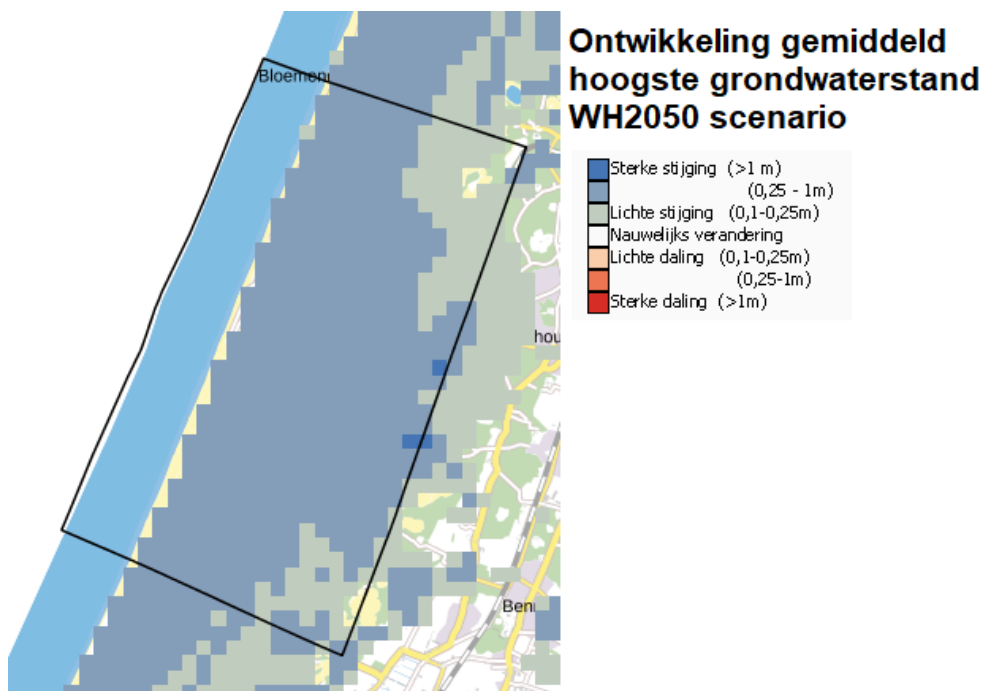 Ontwikkeling gemiddeld
hoogste grondwaterstand
WH2050 scenario
Sterke stijging (>1 m)
(0,25 - 1m)
Lichte stijging (0,1-0,25m)
Nauwelijks verandering
Lichte daling (0,1-0,25m)
(0,25-1m)
Sterke daling (>1m)
Bloemen
hou
Ben